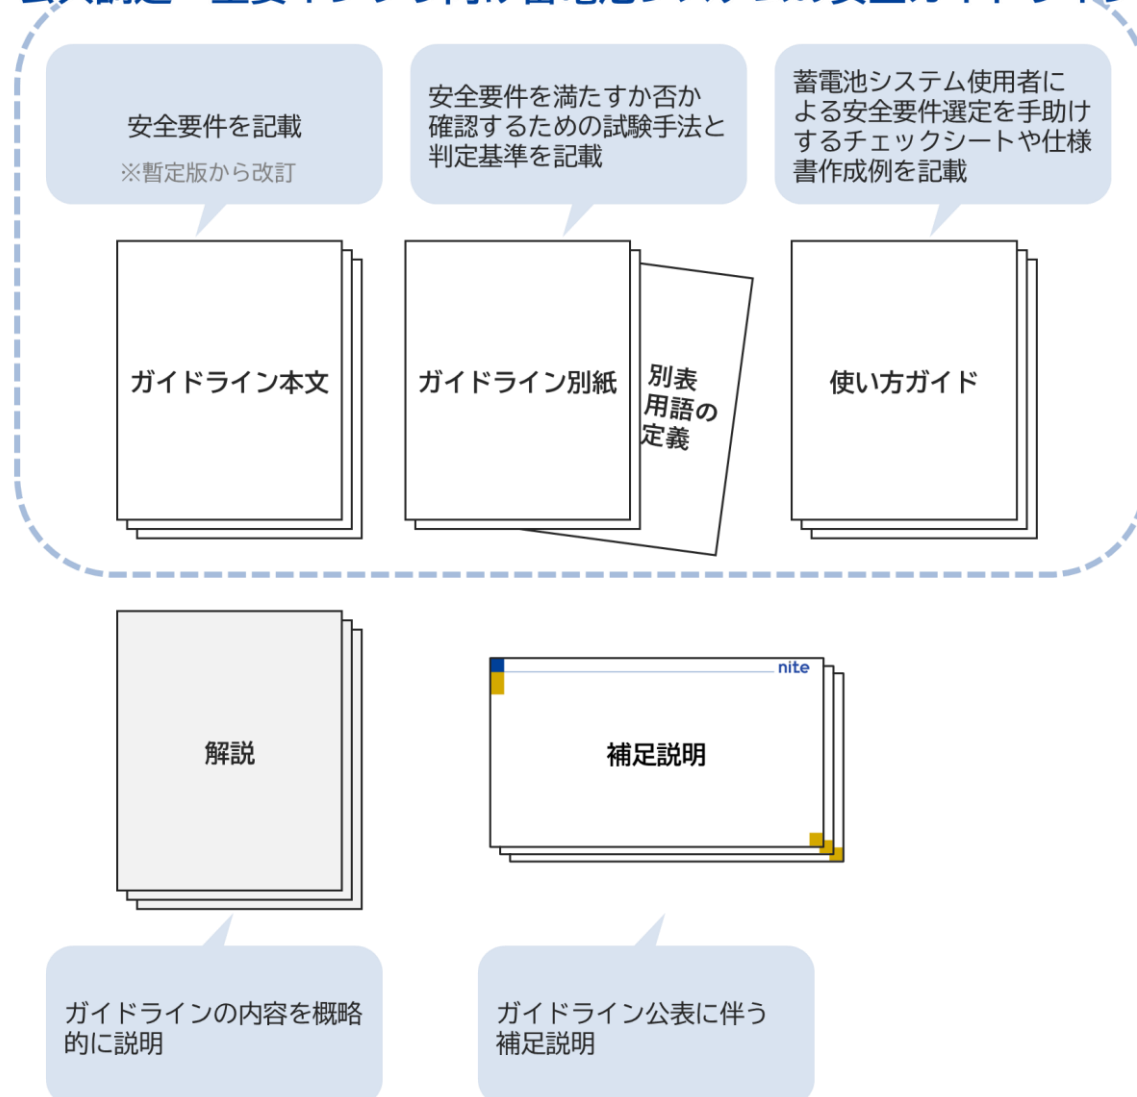 安全要件を記載
※暫定版から改訂
安全要件を満たすか否か
確認するための試験手法と
判定基準を記載
蓄電池システム使用者に
よる安全要件選定を手助け
するチェックシートや仕様
書作成例を記載
ガイドライン本文
ガイドライン別紙
別表
用語の
定義
使い方ガイド
解説
nite
補足説明
ガイドラインの内容を概略
的に説明
ガイドライン公表に伴う
補足説明